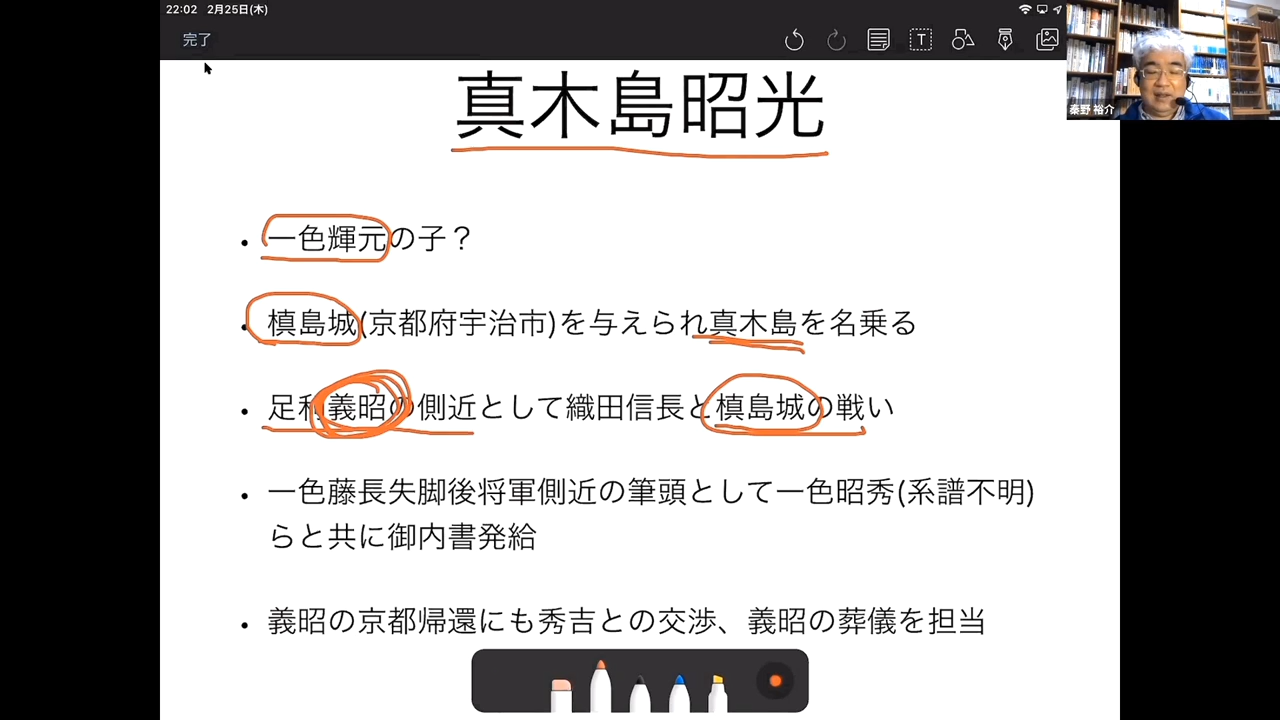 22:02 2月25日(木)
完了
秦野 裕介
真木島昭光
• 一色輝元の子？
• 槙島城(京都府宇治市)を与えられ真木島を名乗る
• 足利義昭の側近として織田信長と槙島城の戦い
• 一色藤長失脚後将軍側近の筆頭として一色昭秀(系譜不明)
らと共に御内書発給
• 義昭の京都帰還にも秀吉との交渉、義昭の葬儀を担当